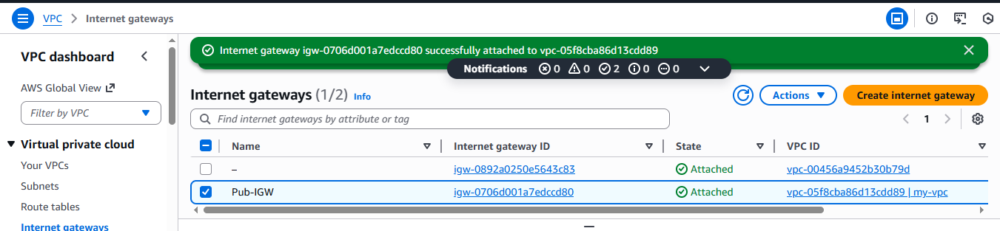 VPC > Internet gateways
VPC dashboard
AWS Global View
Filter by VPC
Virtual private cloud
Your VPCs
Subnets
Route tables
Internet gateways
Internet gateway igw-0706d001a7edccd80 successfully attached to vpc-05f8cba86d13cdd89
Notifications 0 0 2 0 0
Internet gateways (1/2) Info
Actions
Create internet gateway
Find internet gateways by attribute or tag
1
Name Internet gateway ID State VPC ID
– igw-0892a0250e5643c83 Attached vpc-00456a9452b30b79d
Pub-IGW igw-0706d001a7edccd80 Attached vpc-05f8cba86d13cdd89 | my-vpc